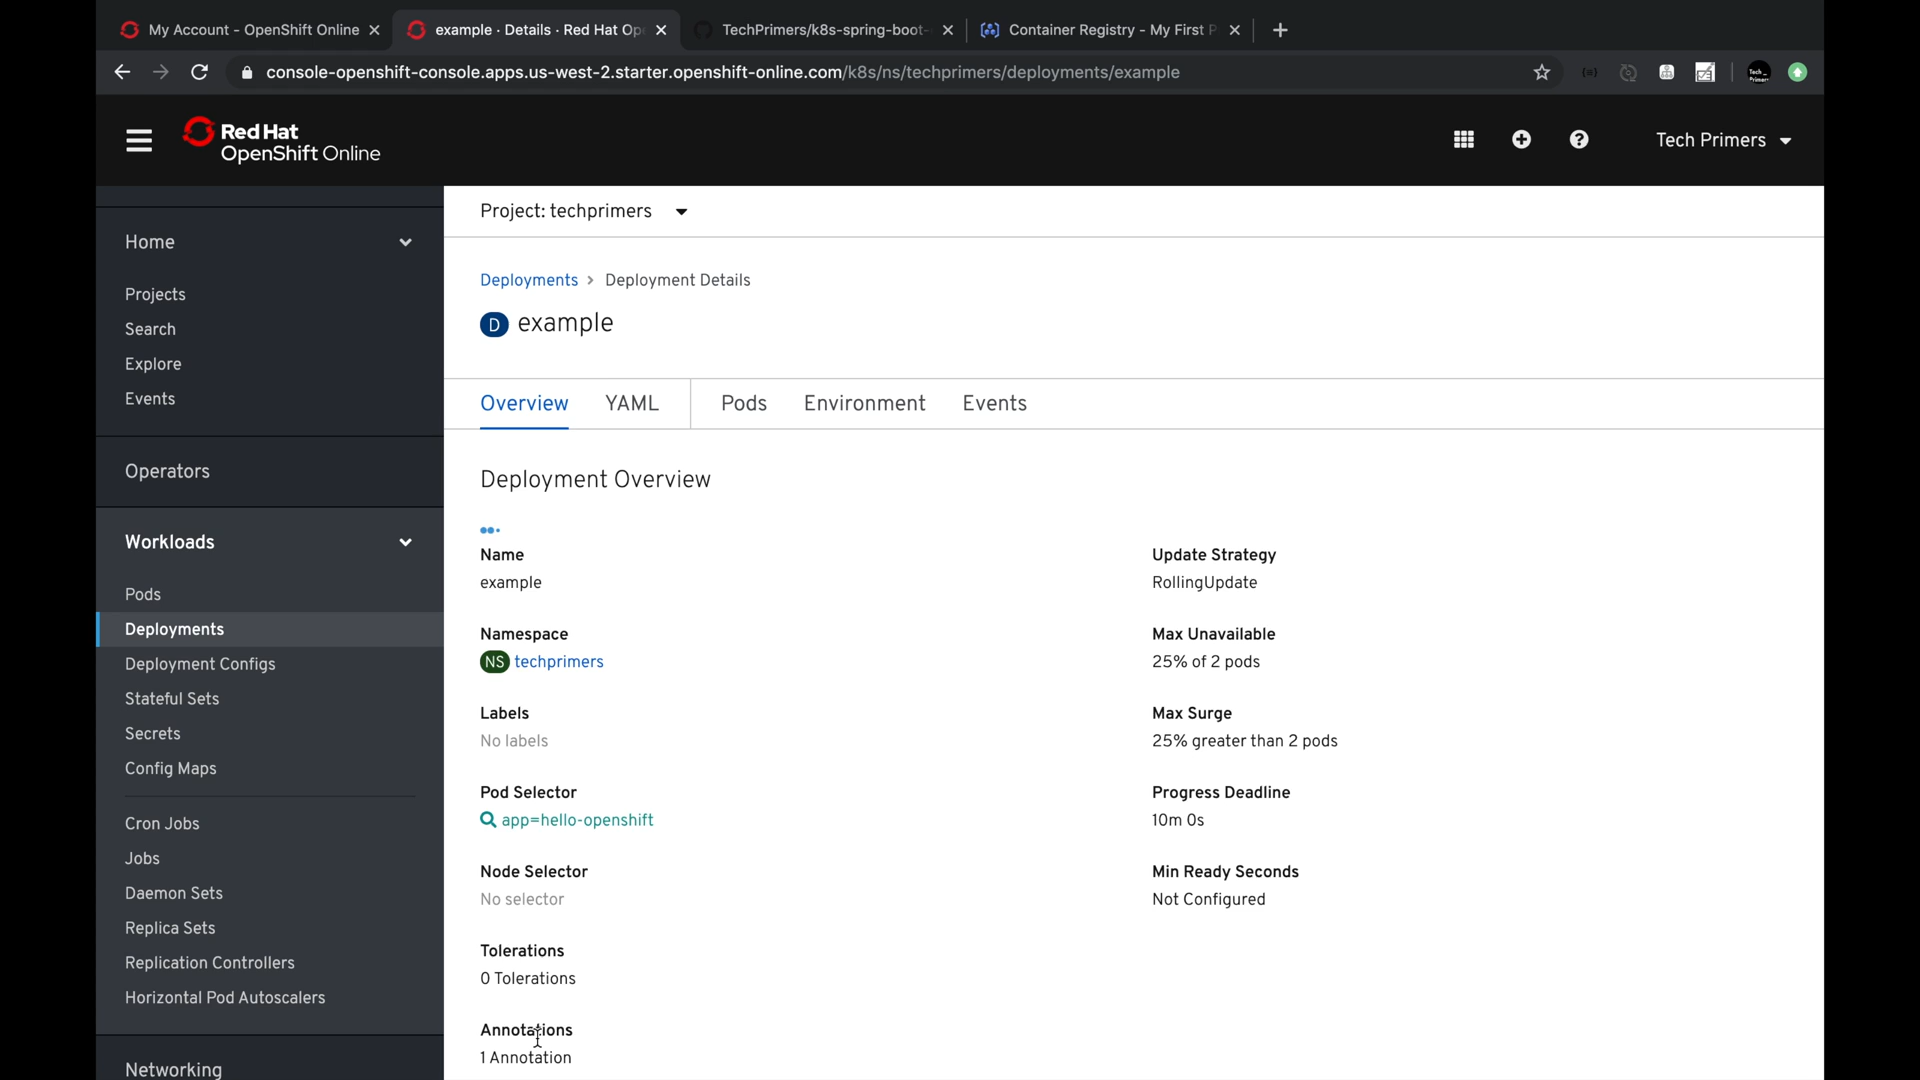 My Account - OpenShift Online
example · Details · Red Hat Op
TechPrimers/k8s-spring-boot-
Container Registry - My First P
console-openshift-console.apps.us-west-2.starter.openshift-online.com/k8s/ns/techprimers/deployments/example
Red Hat
OpenShift Online
Tech Primers
Project: techprimers
Home
Projects
Search
Explore
Events
Operators
Workloads
Pods
Deployments
Deployment Configs
Stateful Sets
Secrets
Config Maps
Cron Jobs
Jobs
Daemon Sets
Replica Sets
Replication Controllers
Horizontal Pod Autoscalers
Networking
Deployments > Deployment Details
D example
Overview YAML Pods Environment Events
Deployment Overview
Name
example
Namespace
NS techprimers
Labels
No labels
Pod Selector
app=hello-openshift
Node Selector
No selector
Tolerations
0 Tolerations
Annotations
1 Annotation
Update Strategy
RollingUpdate
Max Unavailable
25% of 2 pods
Max Surge
25% greater than 2 pods
Progress Deadline
10m 0s
Min Ready Seconds
Not Configured